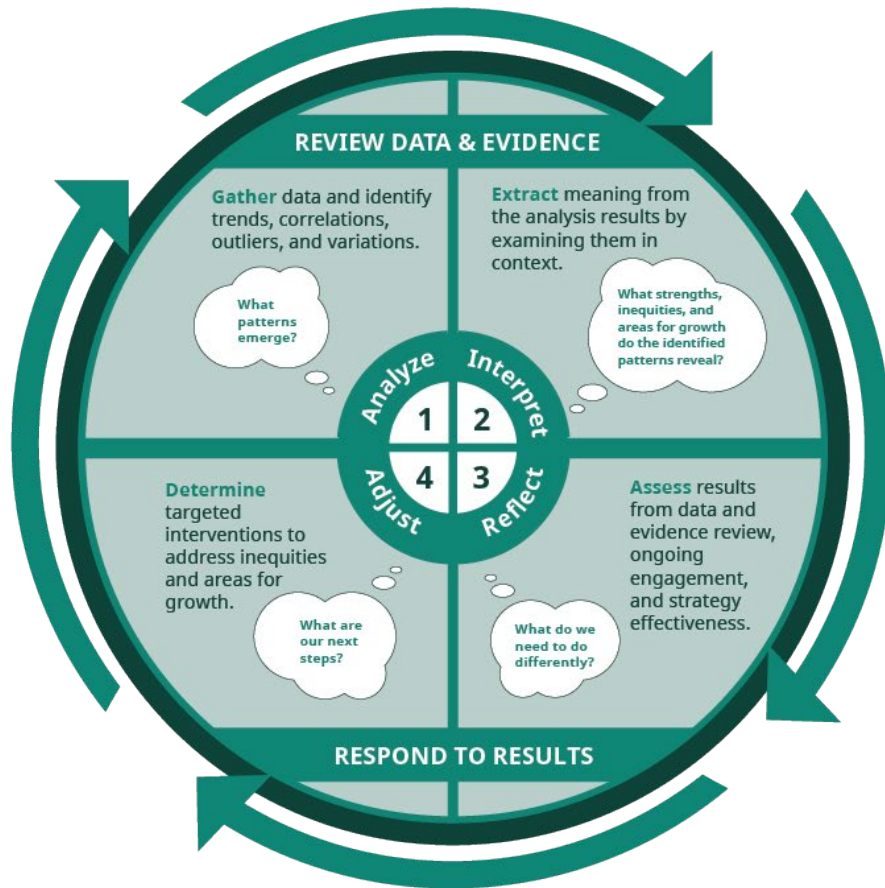 REVIEW DATA & EVIDENCE
Gather data and identify
trends, correlations,
outliers, and variations.
What
patterns
emerge?
Extract meaning from
the analysis results by
examining them in
context.
What strengths,
inequities, and
areas for growth
do the identified
patterns reveal?
Analyze
Interpret
1
2
4
3
Adjust
Reflect
Determine
targeted
interventions to
address inequities
and areas for
growth.
What are
our next
steps?
Assess results
from data and
evidence review,
ongoing
engagement,
and strategy
effectiveness.
What do we
need to do
differently?
RESPOND TO RESULTS